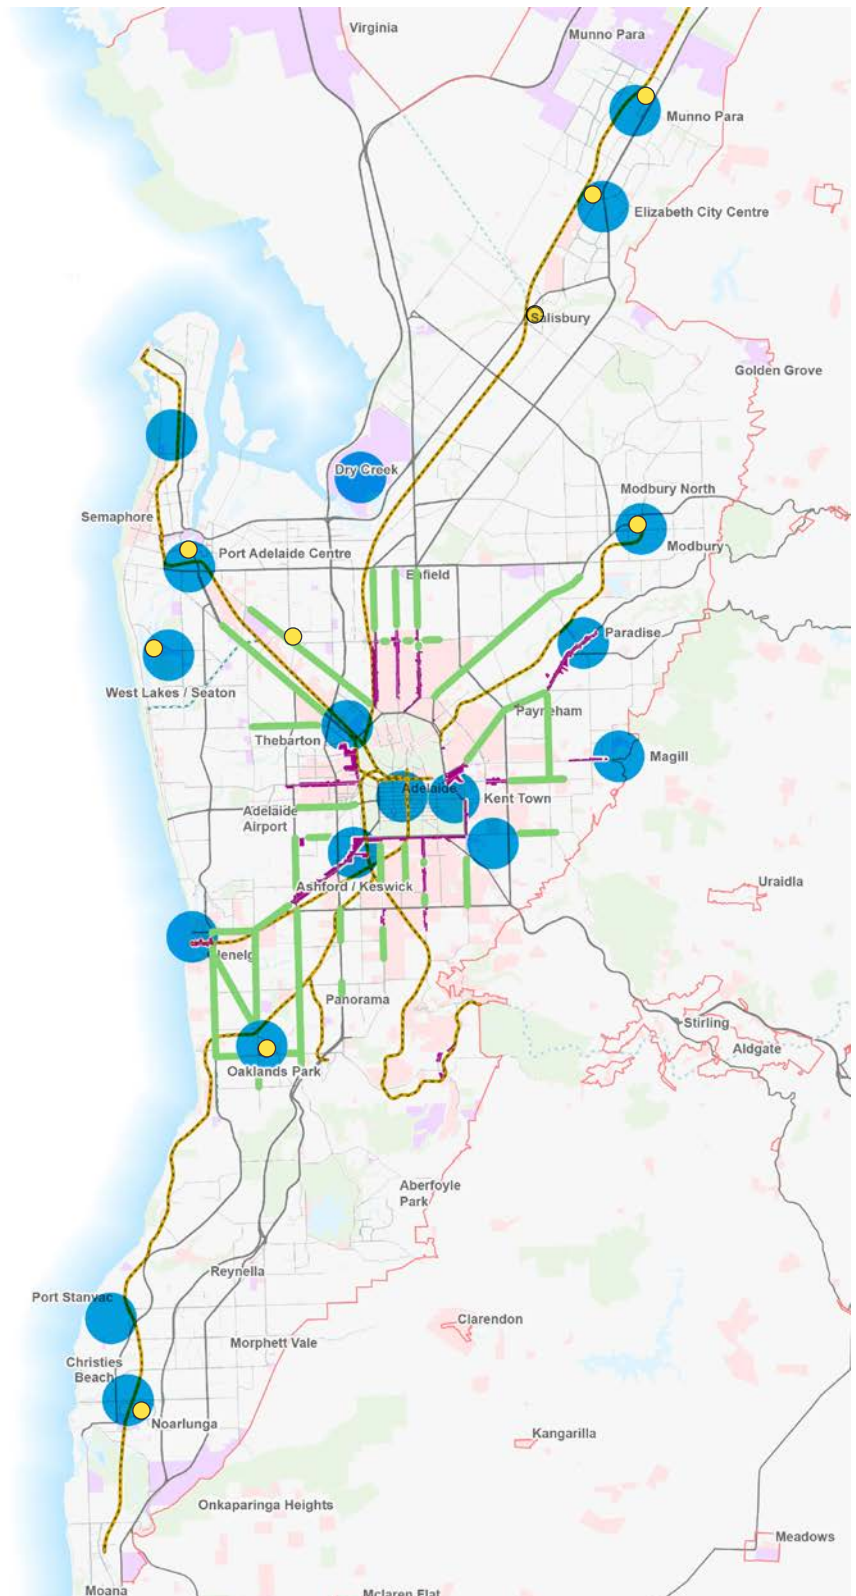 Virginia
Munno Para
Munno Para
Elizabeth City Centre
Salisbury
Golden Grove
Dry Creek
Modbury North
Semaphore
Modbury
Port Adelaide Centre
Enfield
Paradise
West Lakes / Seaton
Payneham
Thebarton
Magill
Adelaide
Kent Town
Adelaide
Airport
Uraidla
Ashford / Keswick
Glenelg
Panorama
Stirling
Aldgate
Oaklands Park
Aberfoyle
Park
Reynella
Port Stanvac
Clarendon
Morphett Vale
Christies
Beach
Noarlunga
Kangarilla
Onkaparinga Heights
Meadows
Moana
Mclaren Flat